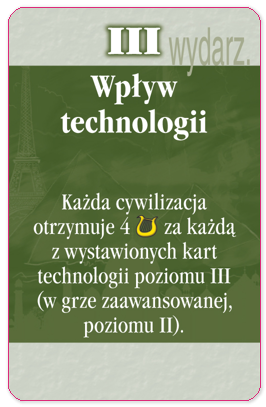 III
wydarz.
Wpływ
technologii
Każda cywilizacja
otrzymuje 4 za każdą
z wystawionych kart
technologii poziomu III
(w grze zaawansowanej,
poziomu II).